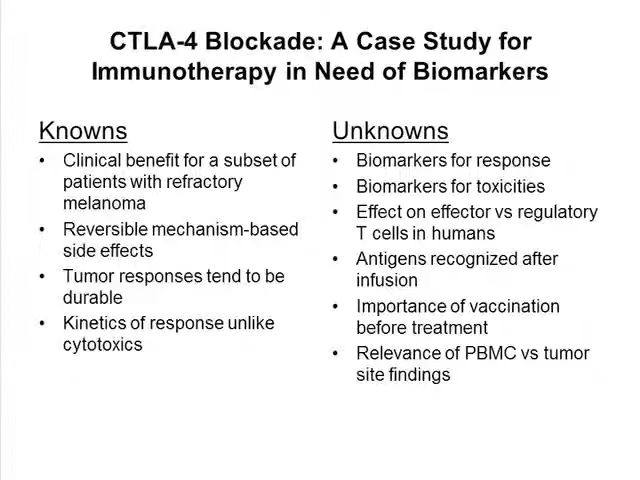 CTLA-4 Blockade: A Case Study for
Immunotherapy in Need of Biomarkers
Knowns
• Clinical benefit for a subset of
patients with refractory
melanoma
• Reversible mechanism-based
side effects
• Tumor responses tend to be
durable
• Kinetics of response unlike
cytotoxics
Unknowns
• Biomarkers for response
• Biomarkers for toxicities
• Effect on effector vs regulatory
T cells in humans
• Antigens recognized after
infusion
• Importance of vaccination
before treatment
• Relevance of PBMC vs tumor
site findings